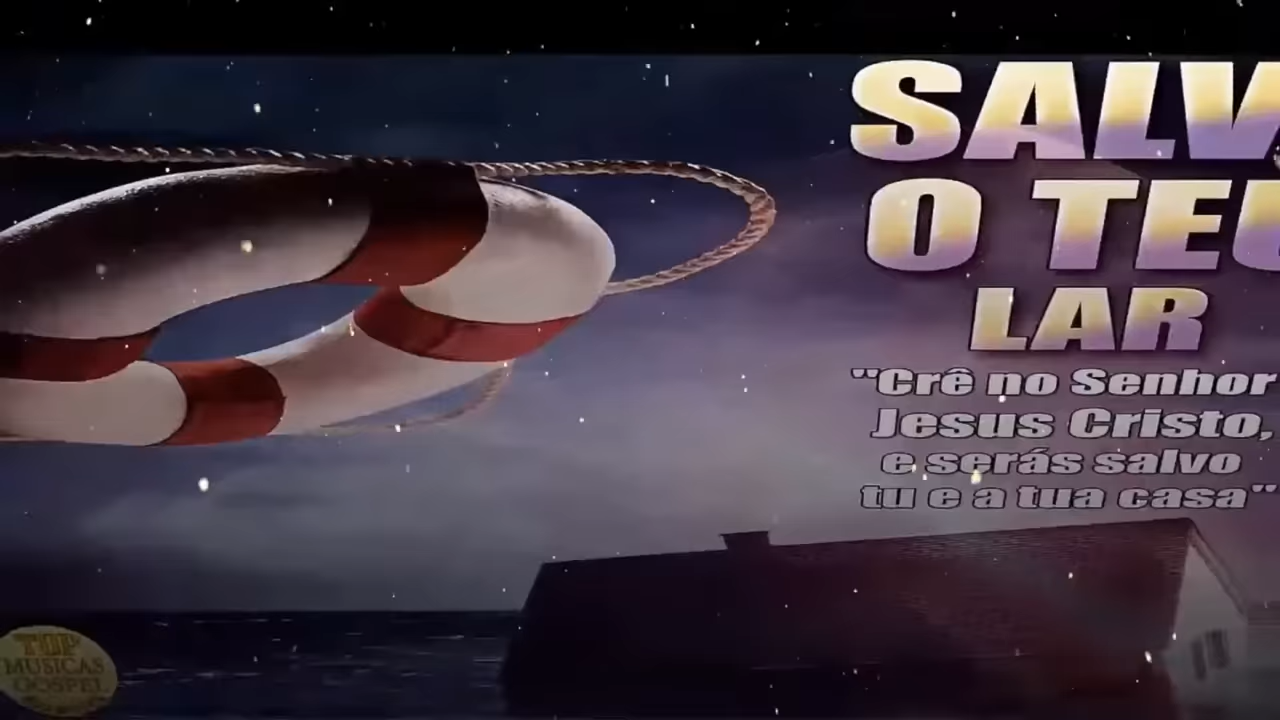 SALV
O TEU
LAR
"Crê no Senhor
Jesus Cristo,
e serás salvo
tu e a tua casa"
TOP
MUSICAS
GOSPEL